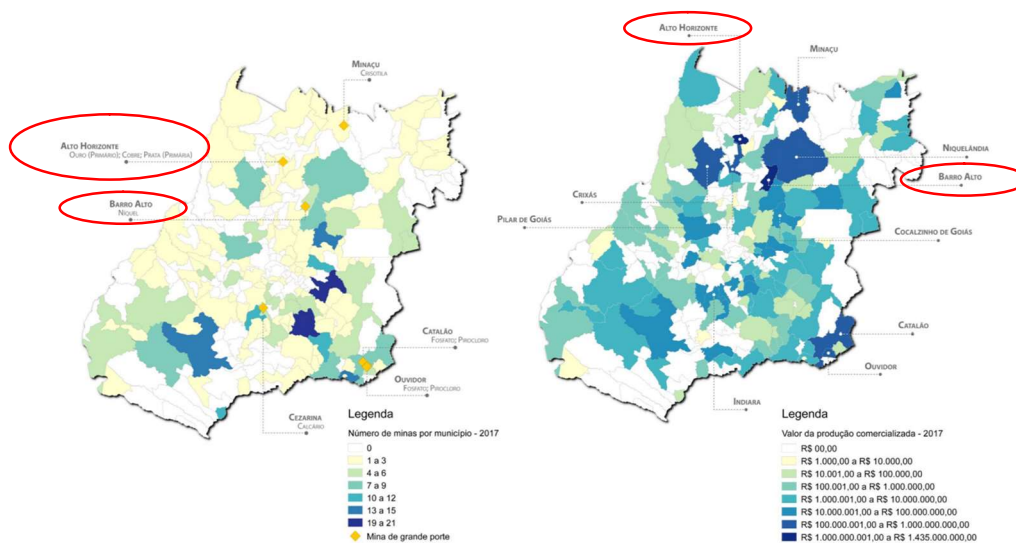 MINAÇU
CRISOTILA
ALTO HORIZONTE
OURO (PRIMÁRIO); COBRE; PRATA (PRIMÁRIA)
BARRO ALTO
NÍQUEL
CATALÃO
FOSFATO; PIROCLORO
OUVIDOR
FOSFATO; PIROCLORO
CEZARINA
CALCÁRIO
Legenda
Número de minas por município - 2017
0
1 a 3
4 a 6
7 a 9
10 a 12
13 a 15
19 a 21
Mina de grande porte
ALTO HORIZONTE
MINAÇU
NIQUELÂNDIA
BARRO ALTO
CRIXÁS
PILAR DE GOIÁS
COCALZINHO DE GOIÁS
CATALÃO
OUVIDOR
INDIARA
Legenda
Valor da produção comercializada - 2017
R$ 00,00
R$ 1.000,00 a R$ 10.000,00
R$ 10.001,00 a R$ 100.000,00
R$ 100.001,00 a R$ 1.000.000,00
R$ 1.000.001,00 a R$ 10.000.000,00
R$ 10.000.001,00 a R$ 100.000.000,00
R$ 100.000.001,00 a R$ 1.000.000.000,00
R$ 1.000.000.001,00 a R$ 1.435.000.000,00